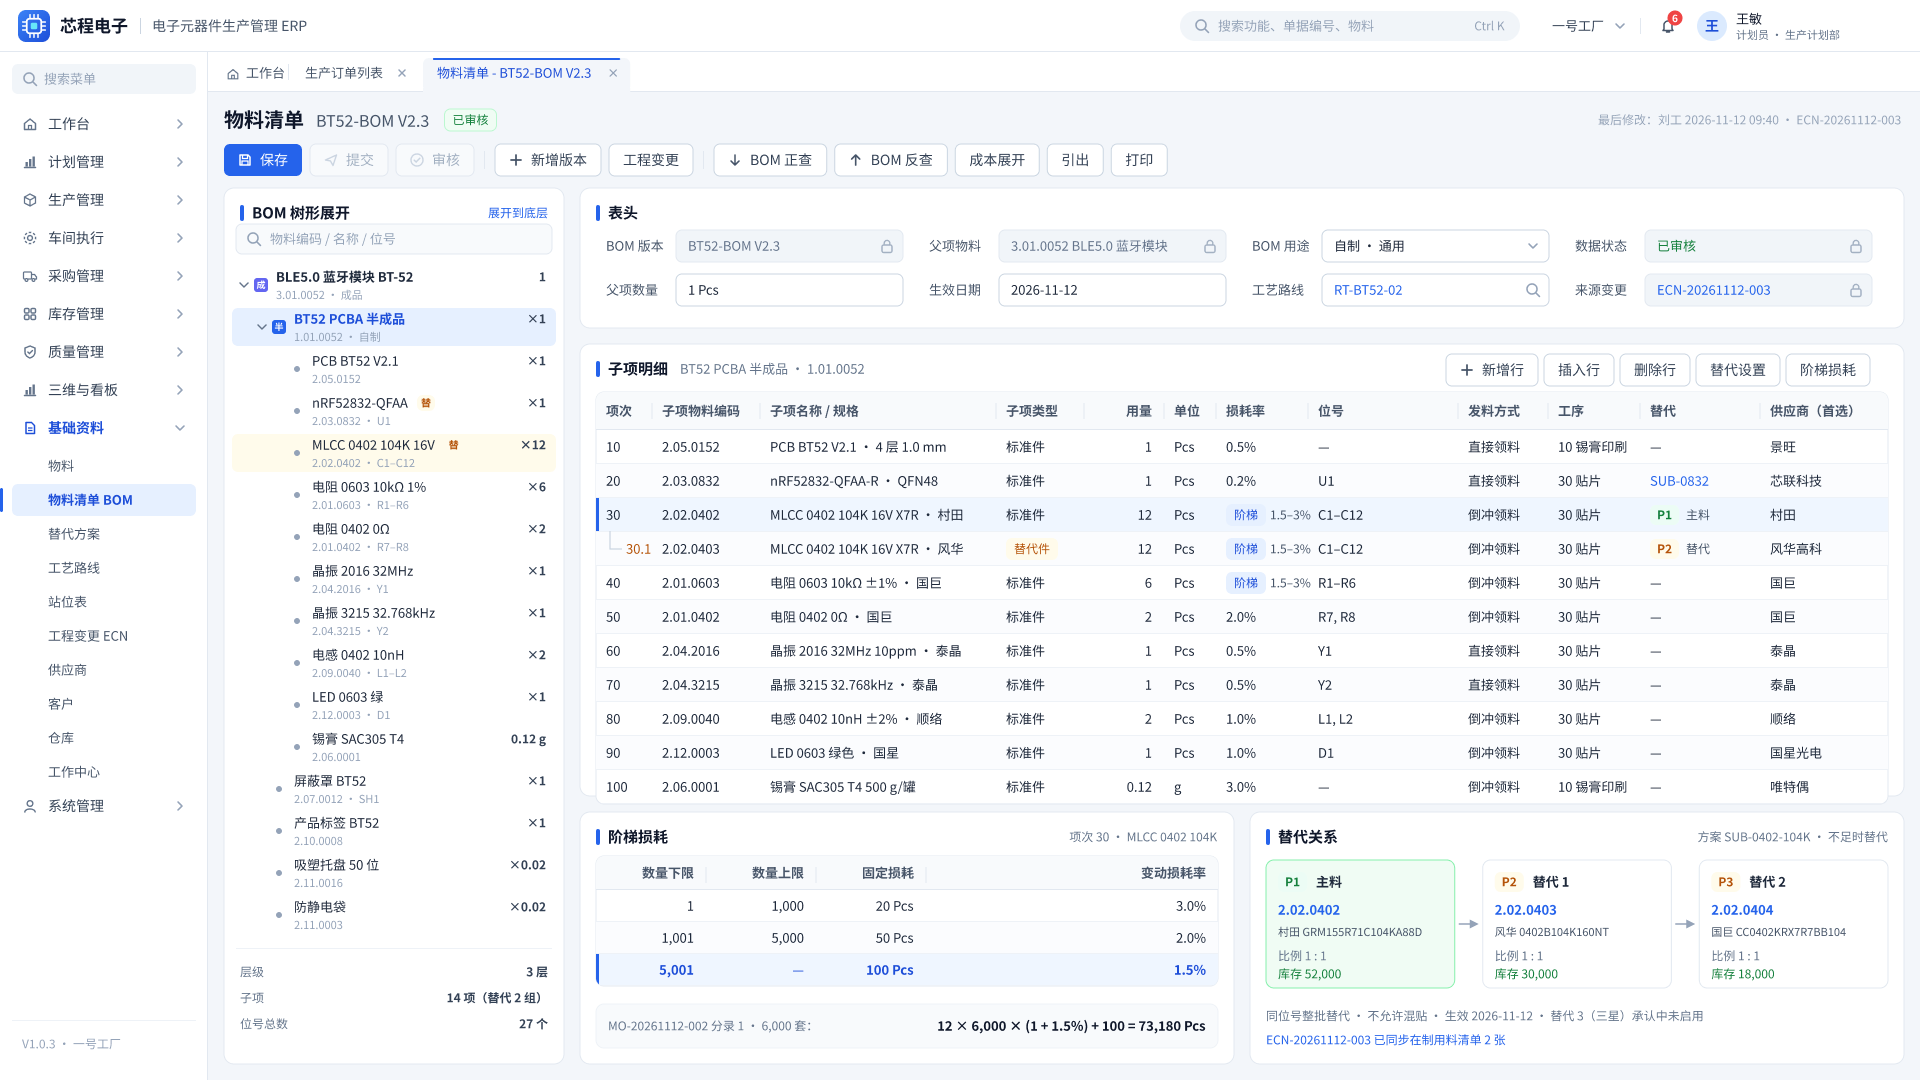 芯程电子 电子元器件生产管理 ERP 搜索功能、单据编号、物料 Ctrl K 一号工厂 6 王 王敏
计划员 · 生产计划部
搜索菜单
工作台
计划管理
生产管理
车间执行
采购管理
库存管理
质量管理
三维与看板
基础资料
物料
物料清单 BOM
替代方案
工艺路线
站位表
工程变更 ECN
供应商
客户
仓库
工作中心
系统管理
V1.0.3 · 一号工厂
工作台 生产订单列表 × 物料清单 - BT52-BOM V2.3 ×
物料清单 BT52-BOM V2.3 已审核 最后修改：刘工 2026-11-12 09:40 · ECN-20261112-003
保存 提交 审核 新增版本 工程变更 BOM 正查 BOM 反查 成本展开 引出 打印
BOM 树形展开 展开到底层
物料编码 / 名称 / 位号
成 BLE5.0 蓝牙模块 BT-52 1
3.01.0052 · 成品
半 BT52 PCBA 半成品 ×1
1.01.0052 · 自制
PCB BT52 V2.1 ×1
2.05.0152
nRF52832-QFAA 替 ×1
2.03.0832 · U1
MLCC 0402 104K 16V 替 ×12
2.02.0402 · C1–C12
电阻 0603 10kΩ 1% ×6
2.01.0603 · R1–R6
电阻 0402 0Ω ×2
2.01.0402 · R7–R8
晶振 2016 32MHz ×1
2.04.2016 · Y1
晶振 3215 32.768kHz ×1
2.04.3215 · Y2
电感 0402 10nH ×2
2.09.0040 · L1–L2
LED 0603 绿 ×1
2.12.0003 · D1
锡膏 SAC305 T4 0.12 g
2.06.0001
屏蔽罩 BT52 ×1
2.07.0012 · SH1
产品标签 BT52 ×1
2.10.0008
吸塑托盘 50 位 ×0.02
2.11.0016
防静电袋 ×0.02
2.11.0003
层级 3 层
子项 14 项（替代 2 组）
位号总数 27 个
表头
BOM 版本 BT52-BOM V2.3 父项物料 3.01.0052 BLE5.0 蓝牙模块 BOM 用途 自制 · 通用 数据状态 已审核
父项数量 1 Pcs 生效日期 2026-11-12 工艺路线 RT-BT52-02 来源变更 ECN-20261112-003
子项明细 BT52 PCBA 半成品 · 1.01.0052 新增行 插入行 删除行 替代设置 阶梯损耗
项次 子项物料编码 子项名称 / 规格 子项类型 用量 单位 损耗率 位号 发料方式 工序 替代 供应商（首选）
10 2.05.0152 PCB BT52 V2.1 · 4 层 1.0 mm 标准件 1 Pcs 0.5% — 直接领料 10 锡膏印刷 — 景旺
20 2.03.0832 nRF52832-QFAA-R · QFN48 标准件 1 Pcs 0.2% U1 直接领料 30 贴片 SUB-0832 芯联科技
30 2.02.0402 MLCC 0402 104K 16V X7R · 村田 标准件 12 Pcs 阶梯 1.5–3% C1–C12 倒冲领料 30 贴片 P1 主料 村田
30.1 2.02.0403 MLCC 0402 104K 16V X7R · 风华 替代件 12 Pcs 阶梯 1.5–3% C1–C12 倒冲领料 30 贴片 P2 替代 风华高科
40 2.01.0603 电阻 0603 10kΩ ±1% · 国巨 标准件 6 Pcs 阶梯 1.5–3% R1–R6 倒冲领料 30 贴片 — 国巨
50 2.01.0402 电阻 0402 0Ω · 国巨 标准件 2 Pcs 2.0% R7, R8 倒冲领料 30 贴片 — 国巨
60 2.04.2016 晶振 2016 32MHz 10ppm · 泰晶 标准件 1 Pcs 0.5% Y1 直接领料 30 贴片 — 泰晶
70 2.04.3215 晶振 3215 32.768kHz · 泰晶 标准件 1 Pcs 0.5% Y2 直接领料 30 贴片 — 泰晶
80 2.09.0040 电感 0402 10nH ±2% · 顺络 标准件 2 Pcs 1.0% L1, L2 倒冲领料 30 贴片 — 顺络
90 2.12.0003 LED 0603 绿色 · 国星 标准件 1 Pcs 1.0% D1 倒冲领料 30 贴片 — 国星光电
100 2.06.0001 锡膏 SAC305 T4 500 g/罐 标准件 0.12 g 3.0% — 倒冲领料 10 锡膏印刷 — 唯特偶
阶梯损耗 项次 30 · MLCC 0402 104K
数量下限 数量上限 固定损耗 变动损耗率
1 1,000 20 Pcs 3.0%
1,001 5,000 50 Pcs 2.0%
5,001 — 100 Pcs 1.5%
MO-20261112-002 分录 1 · 6,000 套： 12 × 6,000 × (1 + 1.5%) + 100 = 73,180 Pcs
替代关系 方案 SUB-0402-104K · 不足时替代
P1 主料 P2 替代 1 P3 替代 2
2.02.0402 2.02.0403 2.02.0404
村田 GRM155R71C104KA88D 风华 0402B104K160NT 国巨 CC0402KRX7R7BB104
比例 1 : 1 比例 1 : 1 比例 1 : 1
库存 52,000 库存 30,000 库存 18,000
同位号整批替代 · 不允许混贴 · 生效 2026-11-12 · 替代 3（三星）承认中未启用
ECN-20261112-003 已同步在制用料清单 2 张